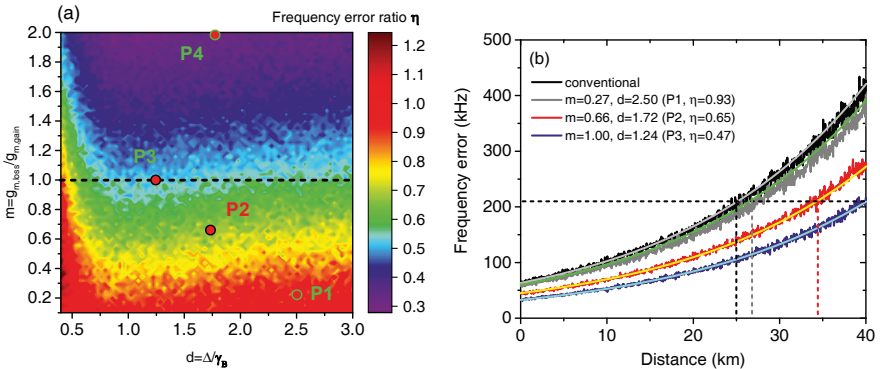 (a)
Frequency error ratio η
2.0
1.8
1.6
1.4
1.2
1.0
0.8
0.6
0.4
0.2
m=g_m,loss/g_m,gain
P4
P3
P2
P1
0.5
1.0
1.5
2.0
2.5
3.0
d=Δ/γ_B
1.2
1.1
1.0
0.9
0.8
0.7
0.6
0.5
0.4
0.3
(b)
500
400
300
200
100
0
Frequency error (kHz)
conventional
m=0.27, d=2.50 (P1, η=0.93)
m=0.66, d=1.72 (P2, η=0.65)
m=1.00, d=1.24 (P3, η=0.47)
0
10
20
30
40
Distance (km)